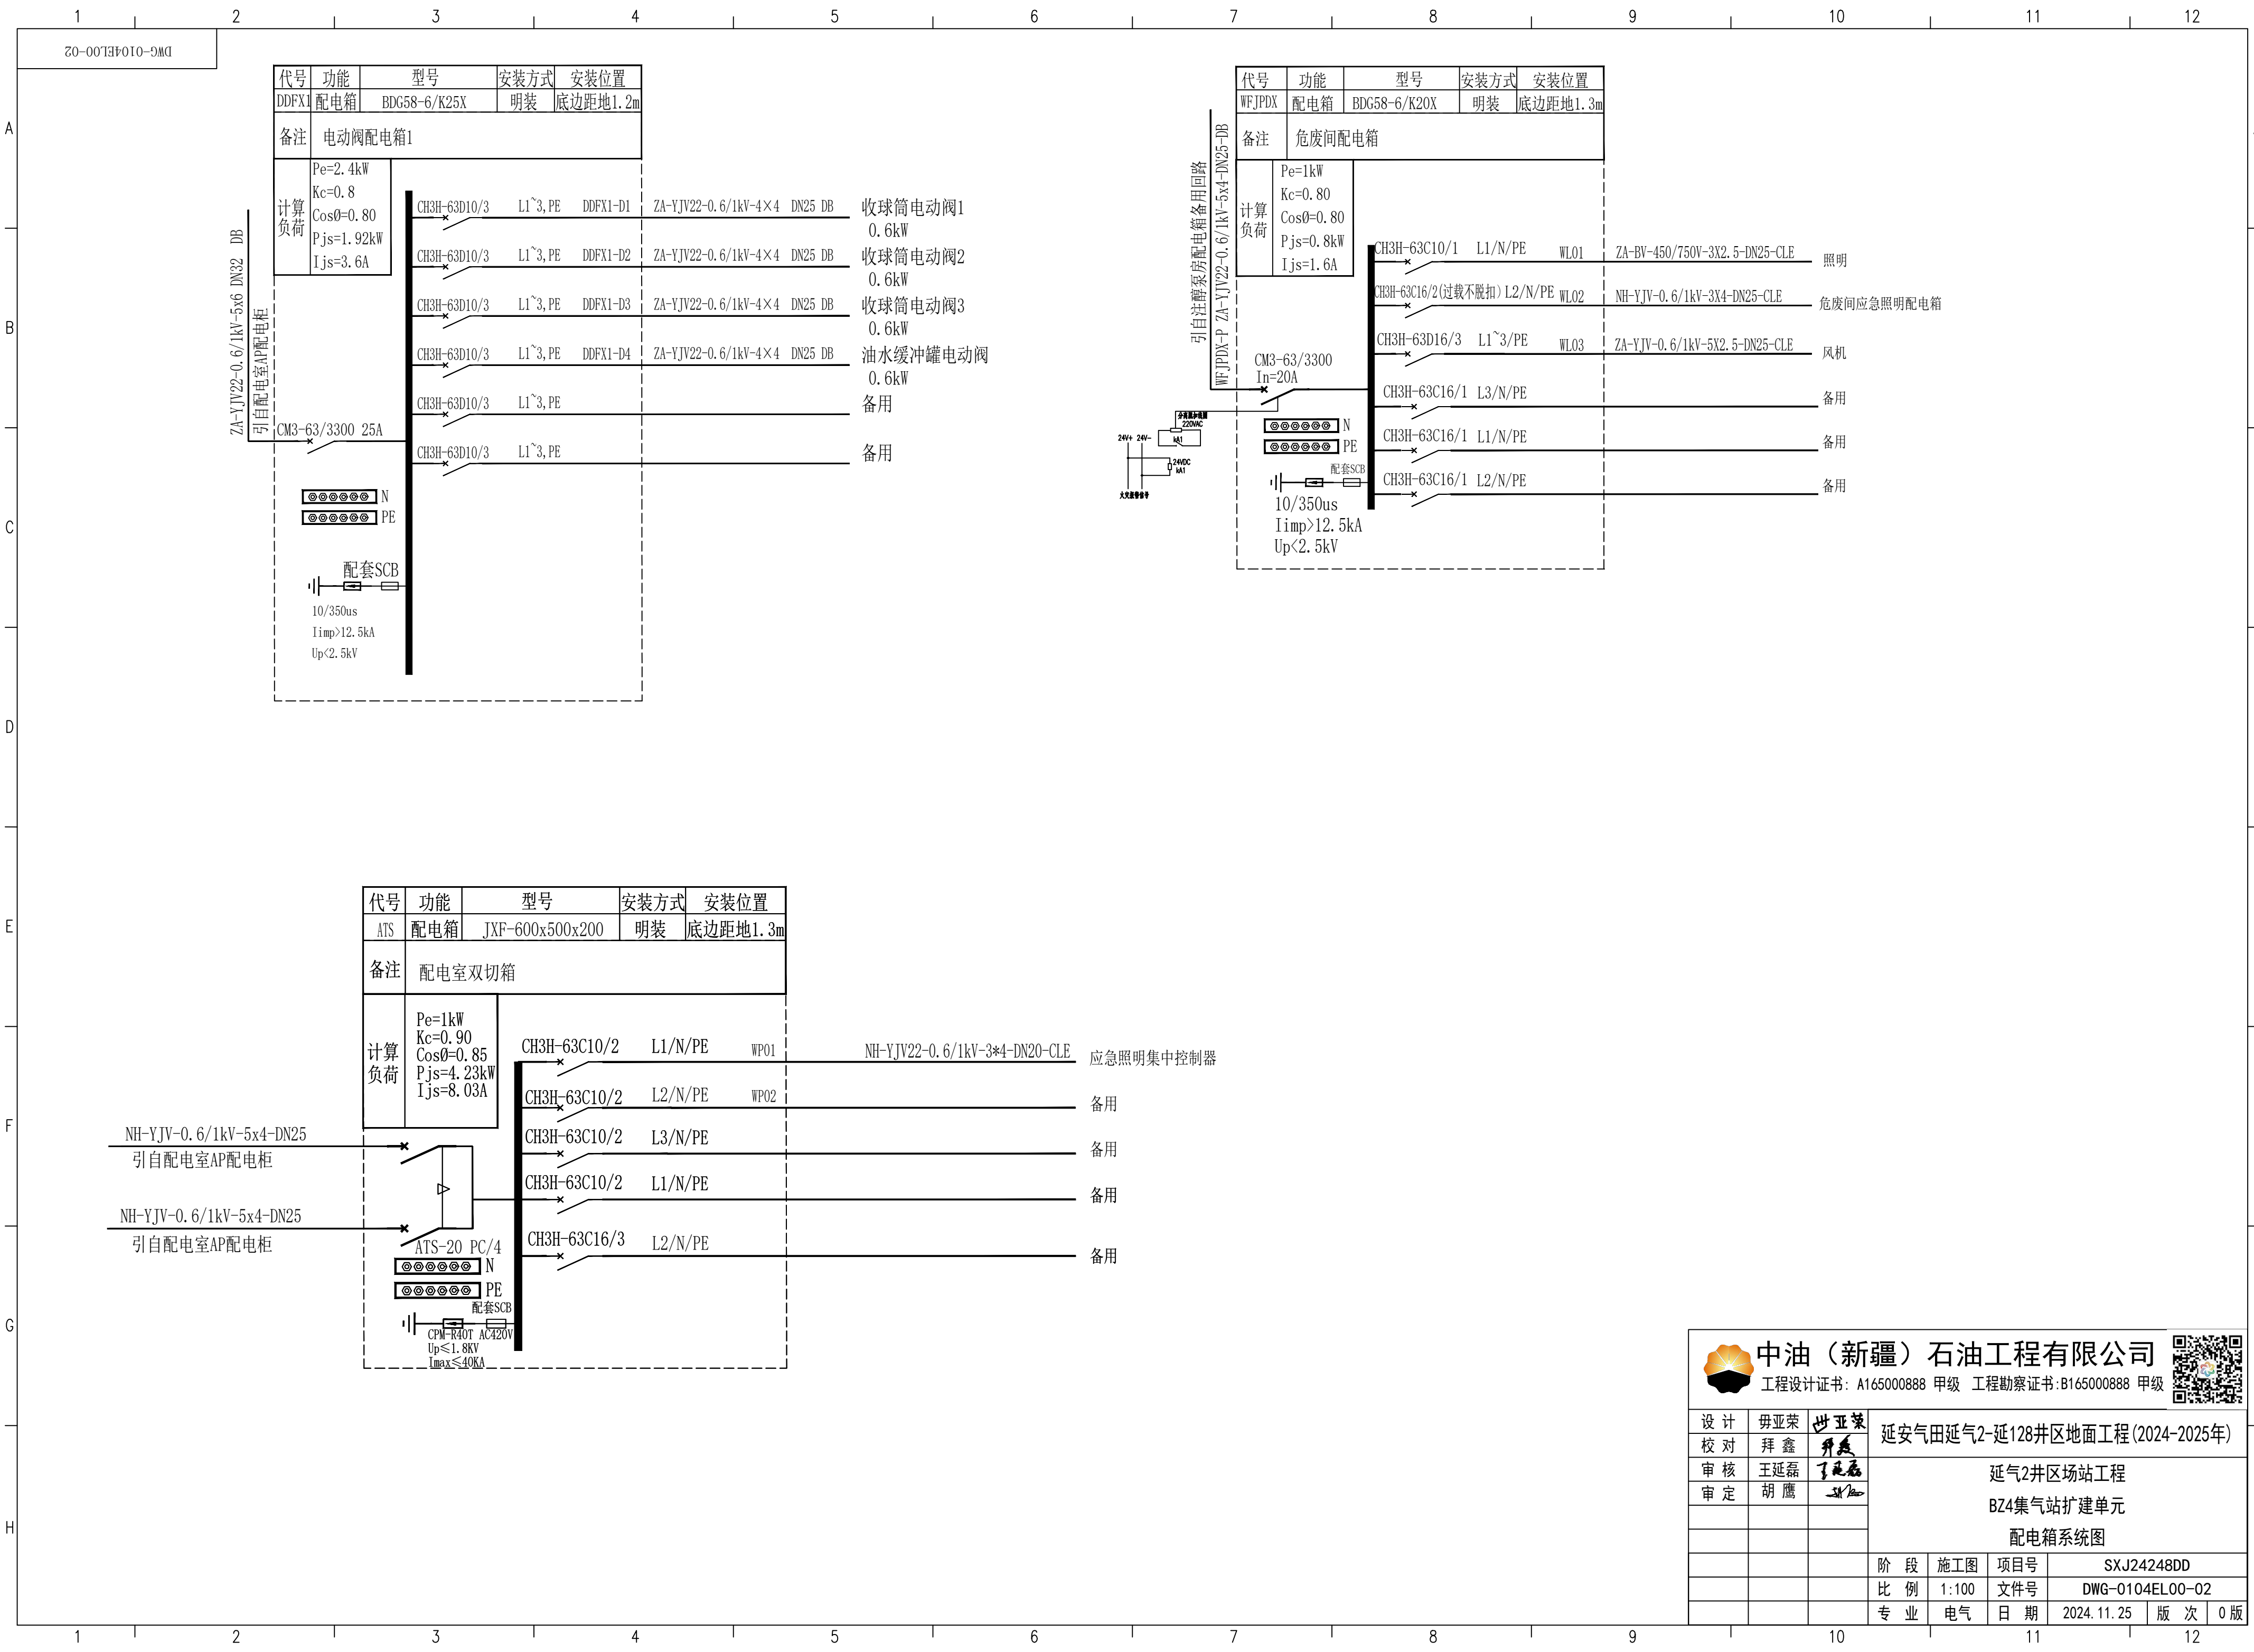 1 2 3 4 5 6 7 8 9 10 11 12
DWG-0104EL00-02
代号 功能 型号 安装方式 安装位置
DDFX1 配电箱 BDG58-6/K25X 明装 底边距地1.2m
备注 电动阀配电箱1
计算负荷
Pe=2.4kW
Kc=0.8
CosØ=0.80
Pjs=1.92kW
Ijs=3.6A
ZA-YJV22-0.6/1kV-5x6 DN32 DB
引自配电室AP配电柜
CM3-63/3300 25A
CH3H-63D10/3 L1~3,PE DDFX1-D1 ZA-YJV22-0.6/1kV-4×4 DN25 DB 收球筒电动阀1
0.6kW
CH3H-63D10/3 L1~3,PE DDFX1-D2 ZA-YJV22-0.6/1kV-4×4 DN25 DB 收球筒电动阀2
0.6kW
CH3H-63D10/3 L1~3,PE DDFX1-D3 ZA-YJV22-0.6/1kV-4×4 DN25 DB 收球筒电动阀3
0.6kW
CH3H-63D10/3 L1~3,PE DDFX1-D4 ZA-YJV22-0.6/1kV-4×4 DN25 DB 油水缓冲罐电动阀
0.6kW
CH3H-63D10/3 L1~3,PE 备用
CH3H-63D10/3 L1~3,PE 备用
N
PE
配套SCB
10/350us
Iimp>12.5kA
Up<2.5kV
代号 功能 型号 安装方式 安装位置
WFJPDX 配电箱 BDG58-6/K20X 明装 底边距地1.3m
备注 危废间配电箱
计算负荷
Pe=1kW
Kc=0.80
CosØ=0.80
Pjs=0.8kW
Ijs=1.6A
引自注醇泵房配电箱备用回路
WFJPDX-P ZA-YJV22-0.6/1kV-5x4-DN25-DB
CM3-63/3300
In=20A
CH3H-63C10/1 L1/N/PE WL01 ZA-BV-450/750V-3X2.5-DN25-CLE 照明
CH3H-63C16/2(过载不脱扣) L2/N/PE WL02 NH-YJV-0.6/1kV-3X4-DN25-CLE 危废间应急照明配电箱
CH3H-63D16/3 L1~3/PE WL03 ZA-YJV-0.6/1kV-5X2.5-DN25-CLE 风机
CH3H-63C16/1 L3/N/PE 备用
CH3H-63C16/1 L1/N/PE 备用
CH3H-63C16/1 L2/N/PE 备用
220VAC
kA1
24V+ 24V-
24VDC
kA1
N
PE
配套SCB
10/350us
Iimp>12.5kA
Up<2.5kV
代号 功能 型号 安装方式 安装位置
ATS 配电箱 JXF-600x500x200 明装 底边距地1.3m
备注 配电室双切箱
计算负荷
Pe=1kW
Kc=0.90
CosØ=0.85
Pjs=4.23kW
Ijs=8.03A
NH-YJV-0.6/1kV-5x4-DN25
引自配电室AP配电柜
NH-YJV-0.6/1kV-5x4-DN25
引自配电室AP配电柜
ATS-20 PC/4
CH3H-63C10/2 L1/N/PE WP01 NH-YJV22-0.6/1kV-3*4-DN20-CLE 应急照明集中控制器
CH3H-63C10/2 L2/N/PE WP02 备用
CH3H-63C10/2 L3/N/PE 备用
CH3H-63C10/2 L1/N/PE 备用
CH3H-63C16/3 L2/N/PE 备用
N
PE
配套SCB
CPM-R40T AC420V
Up≤1.8KV
Imax≤40KA
中油（新疆）石油工程有限公司
工程设计证书: A165000888 甲级 工程勘察证书:B165000888 甲级
设计 毋亚荣 毋亚荣
校对 拜鑫
审核 王延磊 王延磊
审定 胡鹰
延安气田延气2-延128井区地面工程(2024-2025年)
延气2井区场站工程
BZ4集气站扩建单元
配电箱系统图
阶段 施工图 项目号 SXJ24248DD
比例 1:100 文件号 DWG-0104EL00-02
专业 电气 日期 2024.11.25 版次 0版
A
B
C
D
E
F
G
H
1 2 3 4 5 6 7 8 9 10 11 12